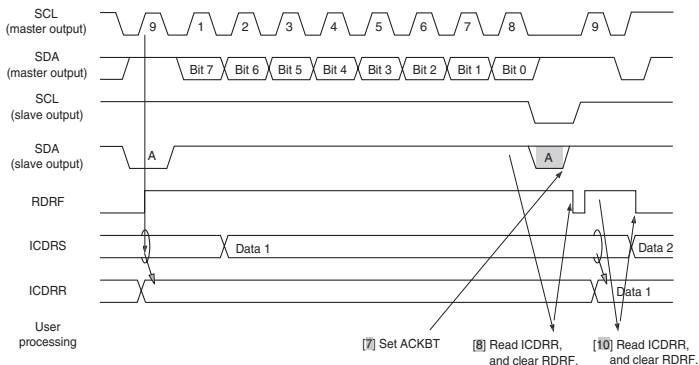 SCL
(master output)
9 1 2 3 4 5 6 7 8 9
SDA
(master output)
Bit 7 Bit 6 Bit 5 Bit 4 Bit 3 Bit 2 Bit 1 Bit 0
SCL
(slave output)
SDA
(slave output)
A A
RDRF
ICDRS
Data 1 Data 2
ICDRR
Data 1
User
processing
[7] Set ACKBT
[8] Read ICDRR,
and clear RDRF.
[10] Read ICDRR,
and clear RDRF.